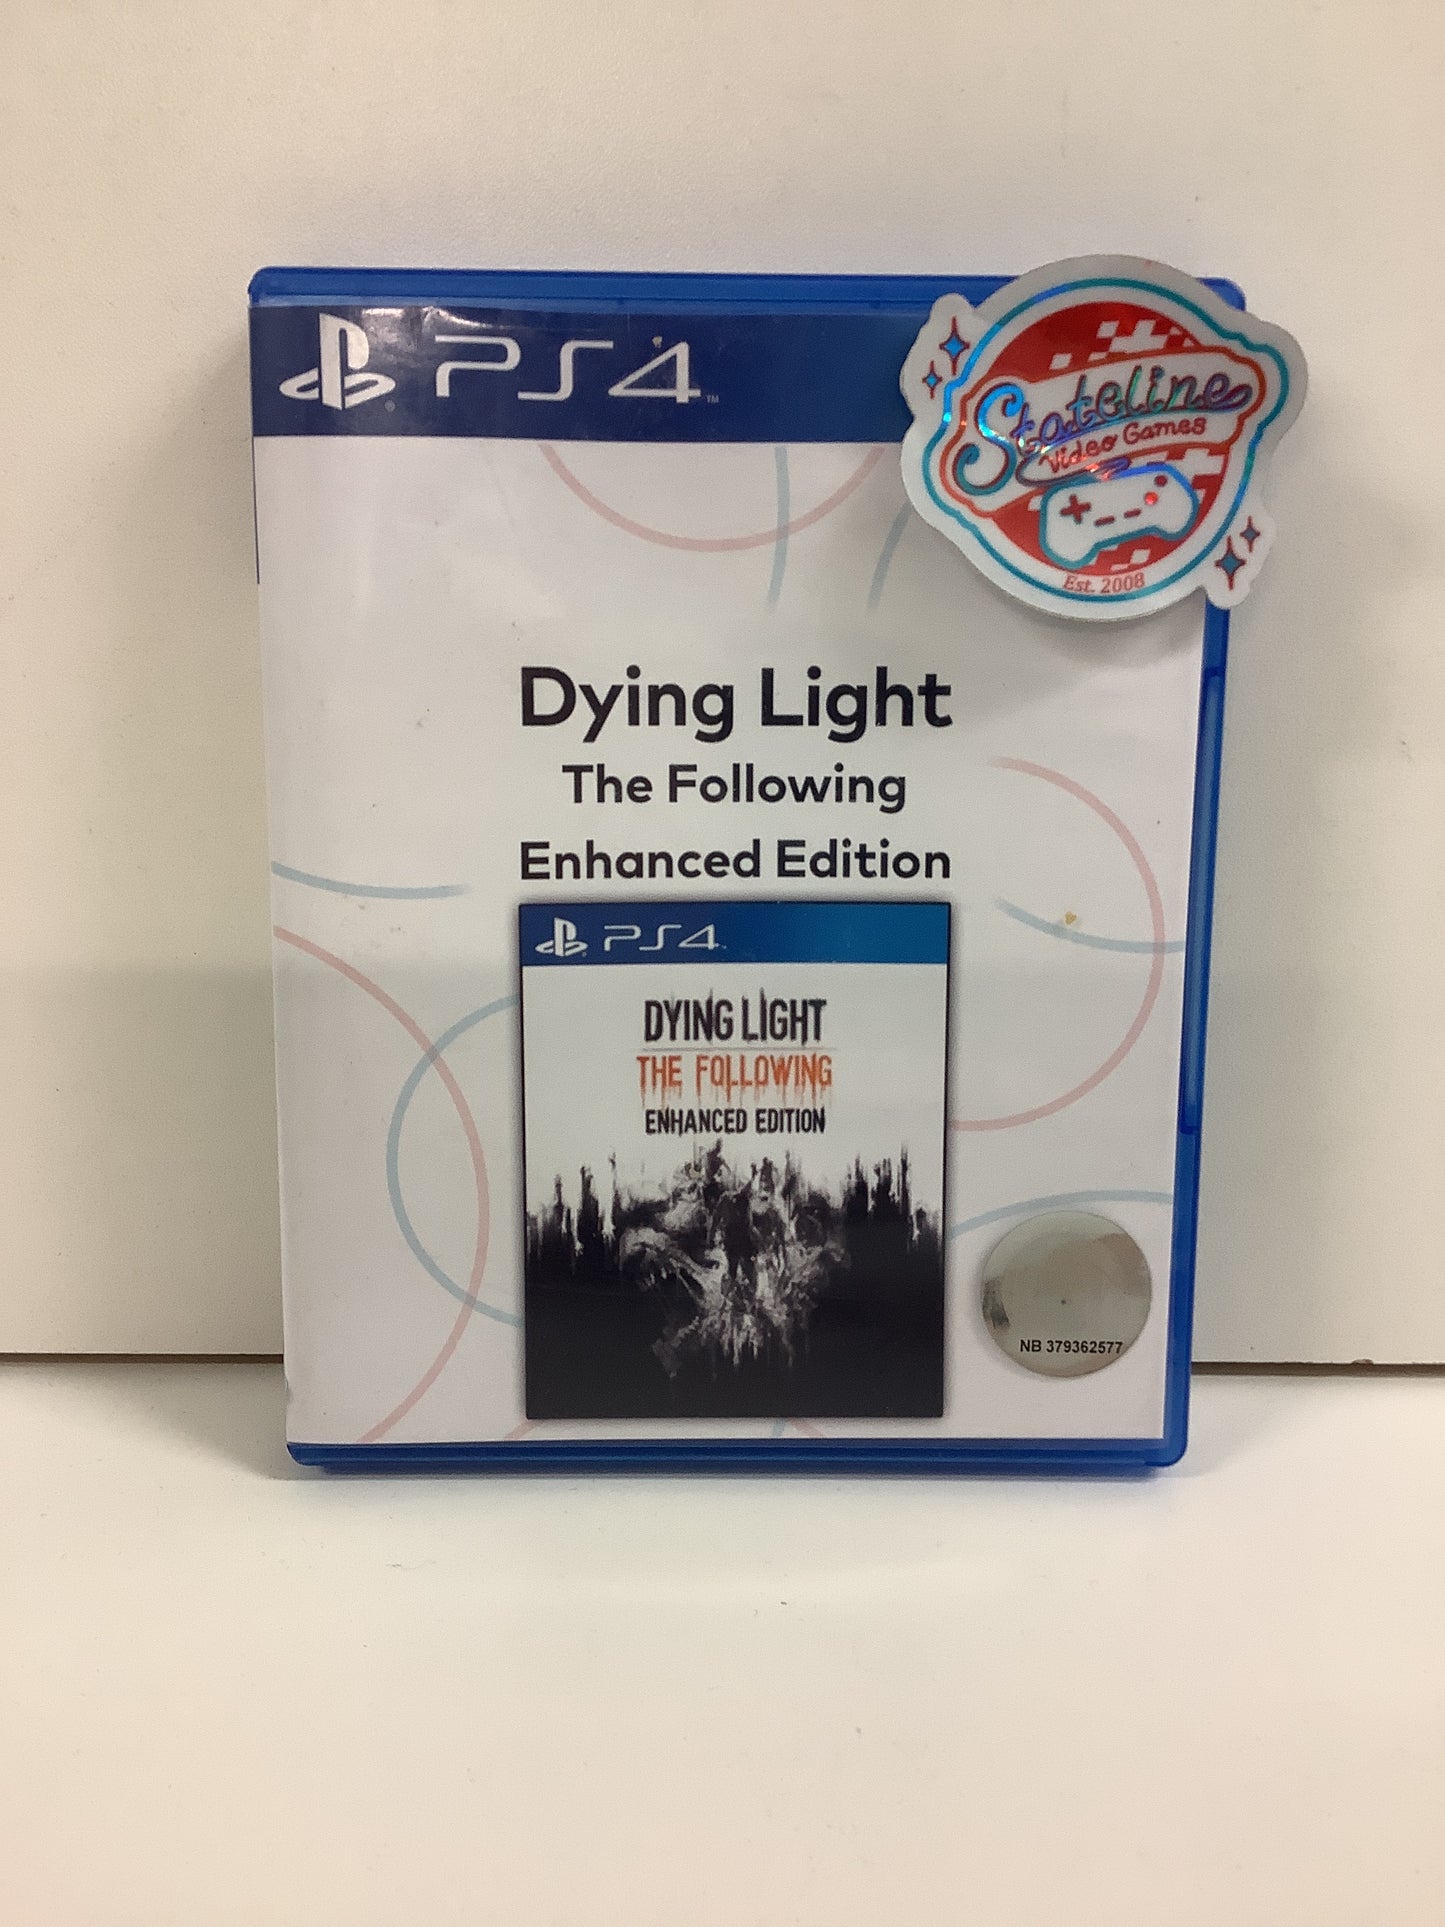 PS4™
Stateline
Video Games
Est. 2008
Dying Light
The Following
Enhanced Edition
PS4
DYING LIGHT
THE FOLLOWING
ENHANCED EDITION
NB 379362577